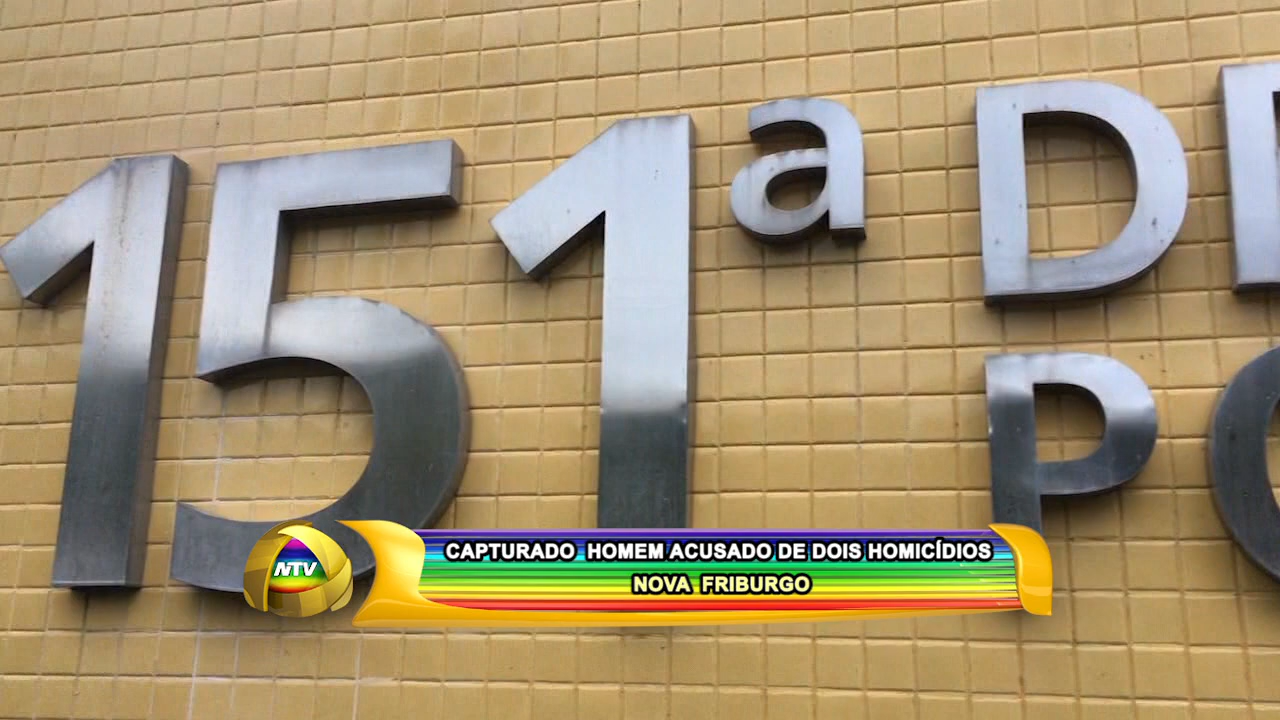 151ª D
P
NTV
CAPTURADO HOMEM ACUSADO DE DOIS HOMICÍDIOS
NOVA FRIBURGO